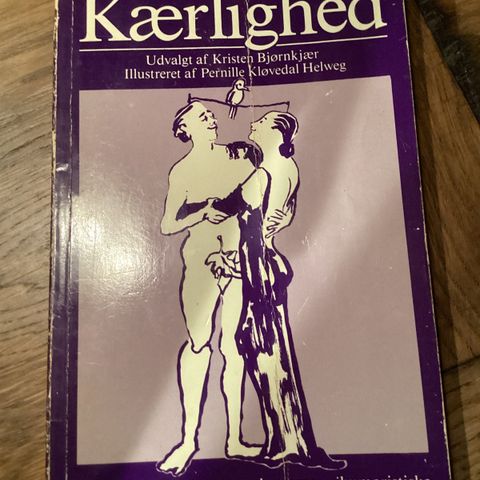 Kærlighed
Udvalgt af Kristen Bjørnkjær
Illustreret af Pernille Kløvedal Helweg